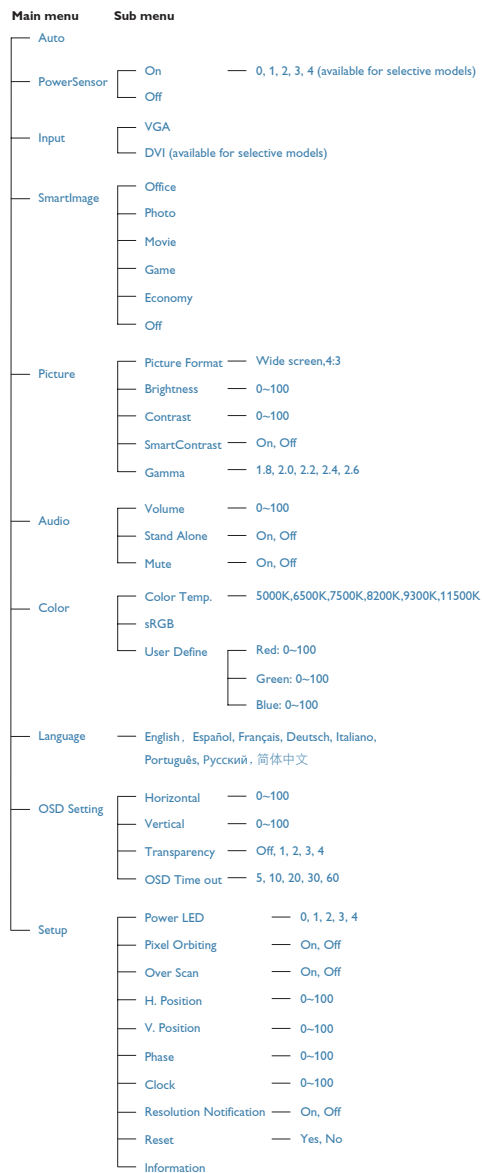 Main menu Sub menu
Auto
PowerSensor
On 0, 1, 2, 3, 4 (available for selective models)
Off
Input
VGA
DVI (available for selective models)
SmartImage
Office
Photo
Movie
Game
Economy
Off
Picture
Picture Format Wide screen,4:3
Brightness 0~100
Contrast 0~100
SmartContrast On, Off
Gamma 1.8, 2.0, 2.2, 2.4, 2.6
Audio
Volume 0~100
Stand Alone On, Off
Mute On, Off
Color
Color Temp. 5000K,6500K,7500K,8200K,9300K,11500K
sRGB
User Define Red: 0~100
Green: 0~100
Blue: 0~100
Language English， Español, Français, Deutsch, Italiano,
Português, Русский，简体中文
OSD Setting
Horizontal 0~100
Vertical 0~100
Transparency Off, 1, 2, 3, 4
OSD Time out 5, 10, 20, 30, 60
Setup
Power LED 0, 1, 2, 3, 4
Pixel Orbiting On, Off
Over Scan On, Off
H. Position 0~100
V. Position 0~100
Phase 0~100
Clock 0~100
Resolution Notification On, Off
Reset Yes, No
Information